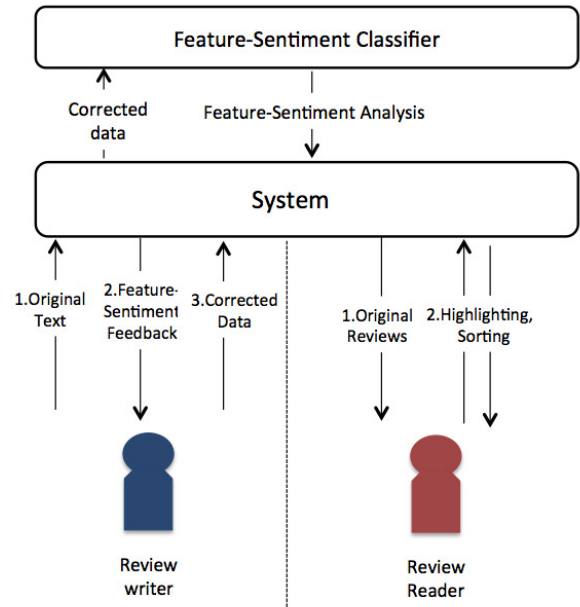 Feature-Sentiment Classifier
Corrected
data
Feature-Sentiment Analysis
System
1.Original
Text
2.Feature-
Sentiment
Feedback
3.Corrected
Data
1.Original
Reviews
2.Highlighting,
Sorting
Review
writer
Review
Reader